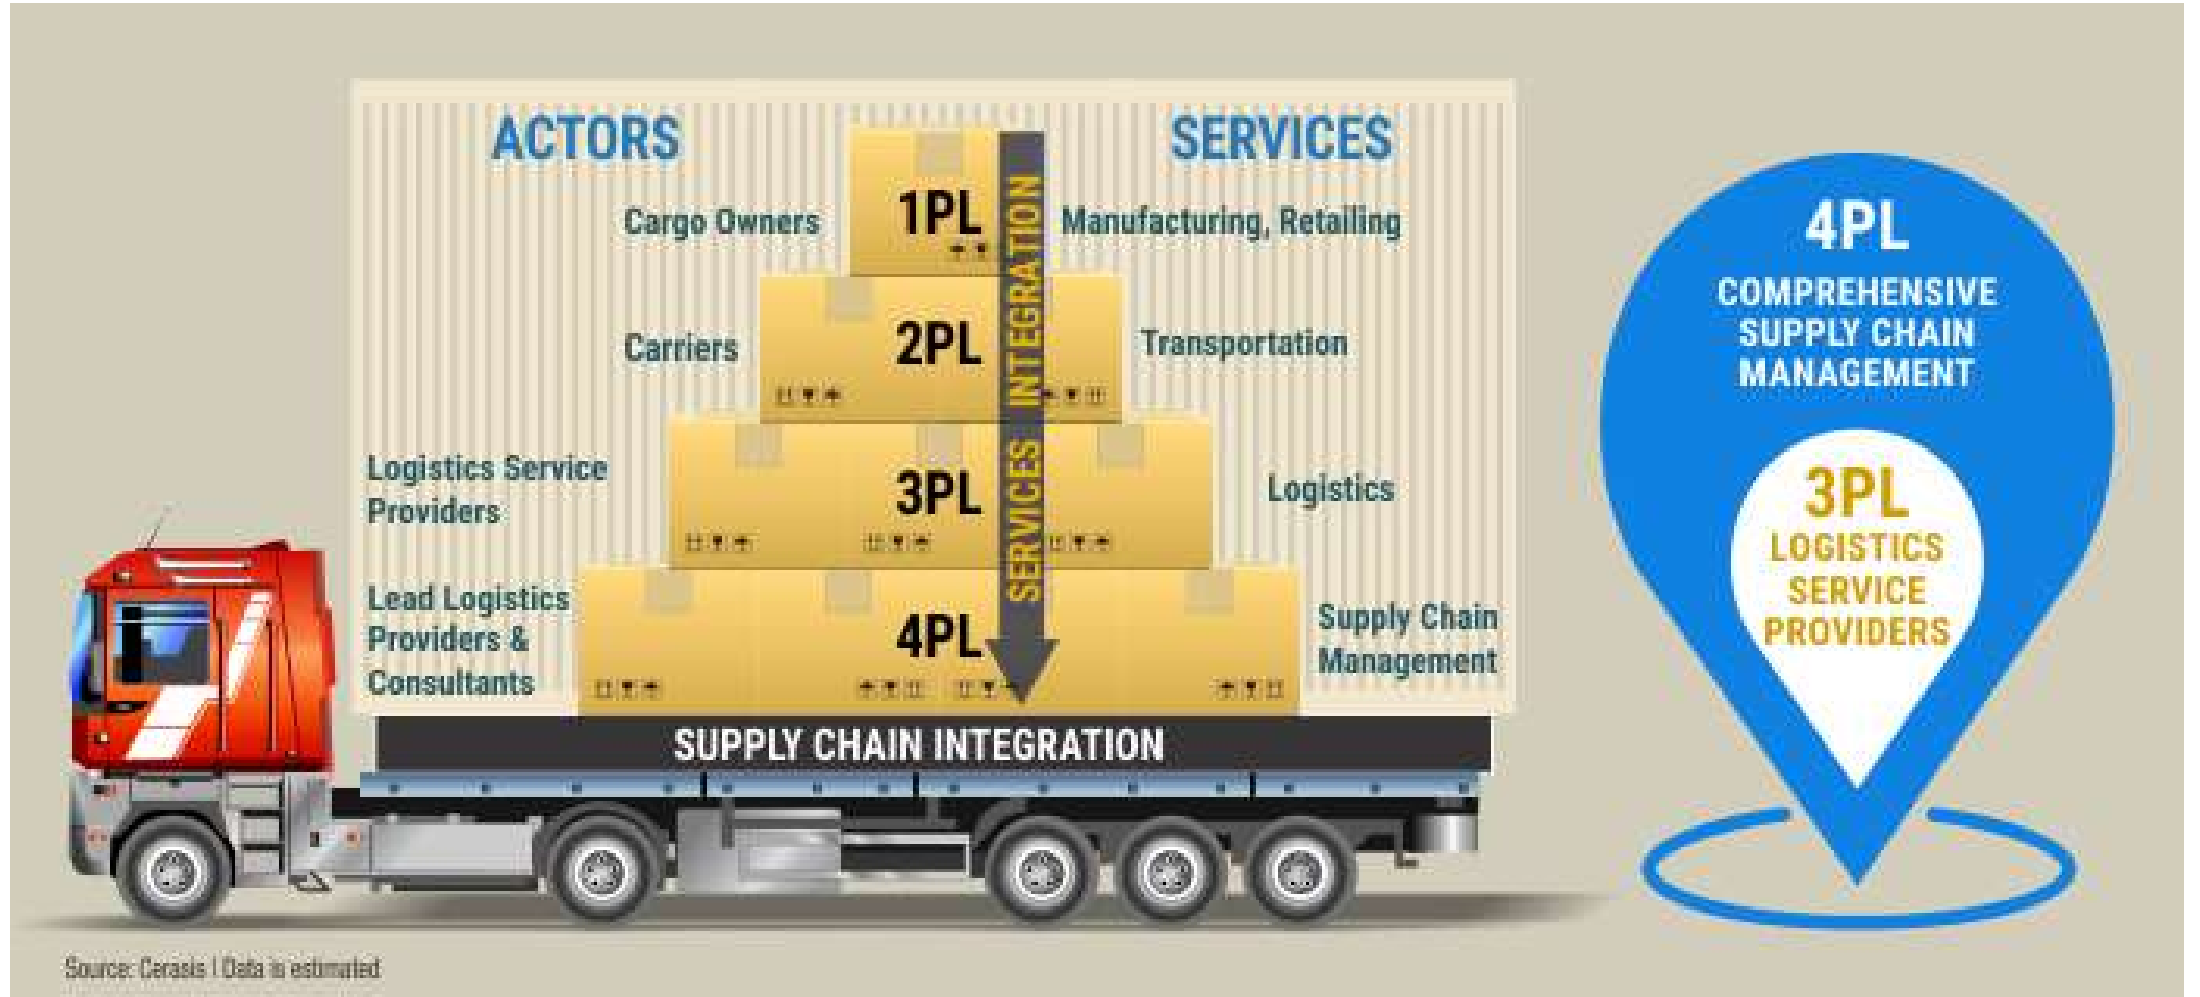 ACTORS
SERVICES
Cargo Owners
1PL
Manufacturing, Retailing
Carriers
2PL
Transportation
Logistics Service
Providers
3PL
Logistics
Lead Logistics
Providers &
Consultants
4PL
Supply Chain
Management
SERVICES INTEGRATION
SUPPLY CHAIN INTEGRATION
4PL
COMPREHENSIVE
SUPPLY CHAIN
MANAGEMENT
3PL
LOGISTICS
SERVICE
PROVIDERS
Source: Cerasis | Data is estimated